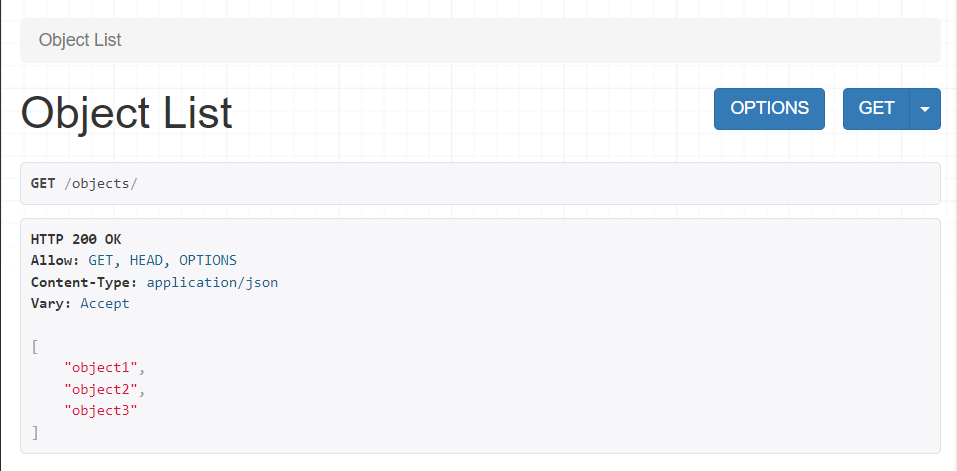 Object List
Object List
OPTIONS
GET
GET /objects/
HTTP 200 OK
Allow: GET, HEAD, OPTIONS
Content-Type: application/json
Vary: Accept
[
    "object1",
    "object2",
    "object3"
]